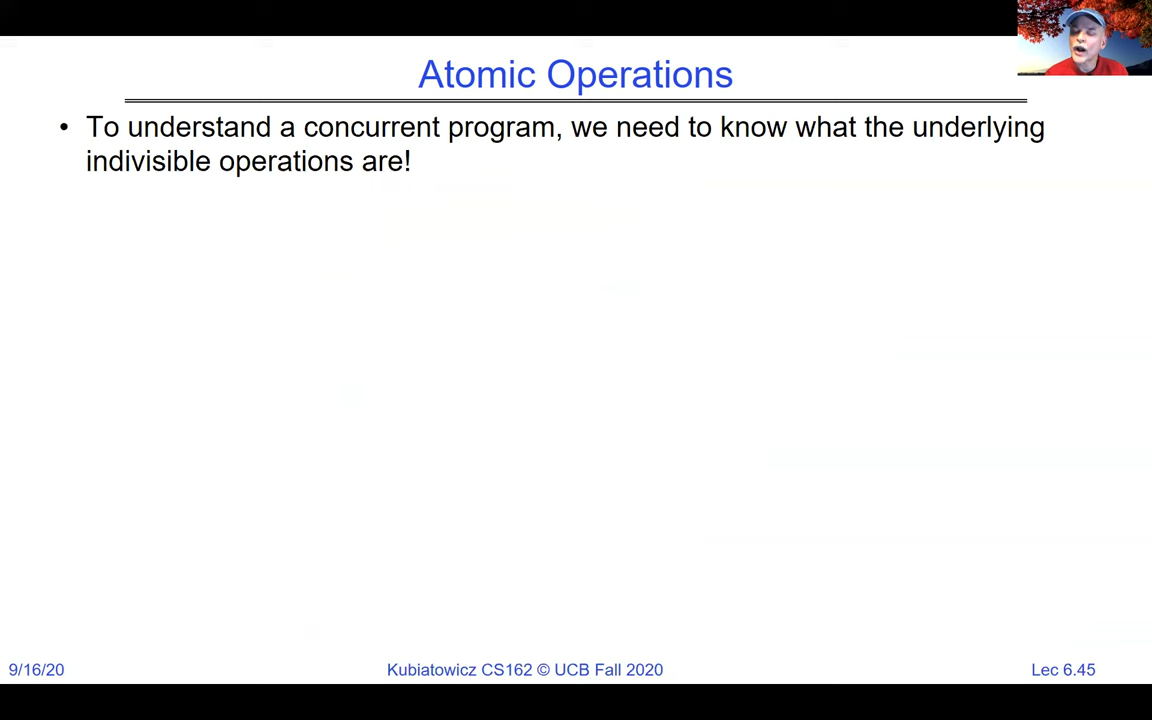 Atomic Operations
• To understand a concurrent program, we need to know what the underlying
indivisible operations are!
9/16/20
Kubiatowicz CS162 © UCB Fall 2020
Lec 6.45